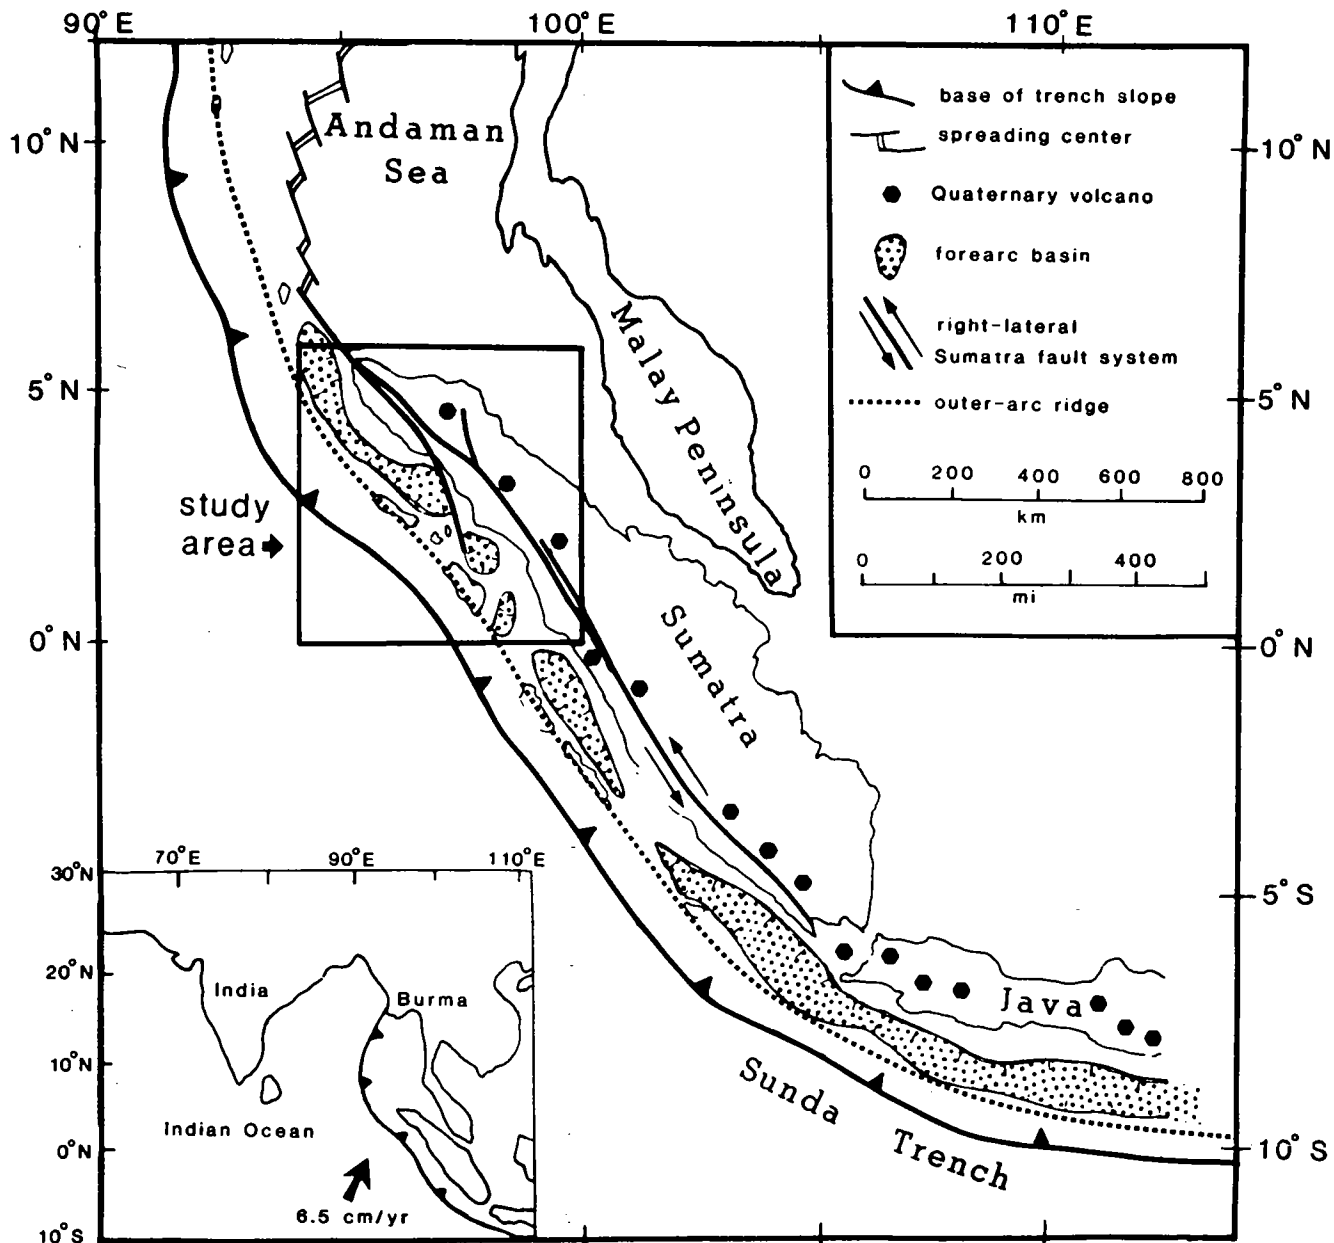 90°E 100°E 110°E
10°N
5°N
0°N
10°N
5°N
0°N
5°S
10°S
Andaman
Sea
Malay Peninsula
Sumatra
Java
Sunda Trench
study
area
base of trench slope
spreading center
Quaternary volcano
forearc basin
right-lateral
Sumatra fault system
outer-arc ridge
0 200 400 600 800
km
0 200 400
mi
70°E 90°E 110°E
30°N
20°N
10°N
0°N
10°S
India
Burma
Indian Ocean
6.5 cm/yr